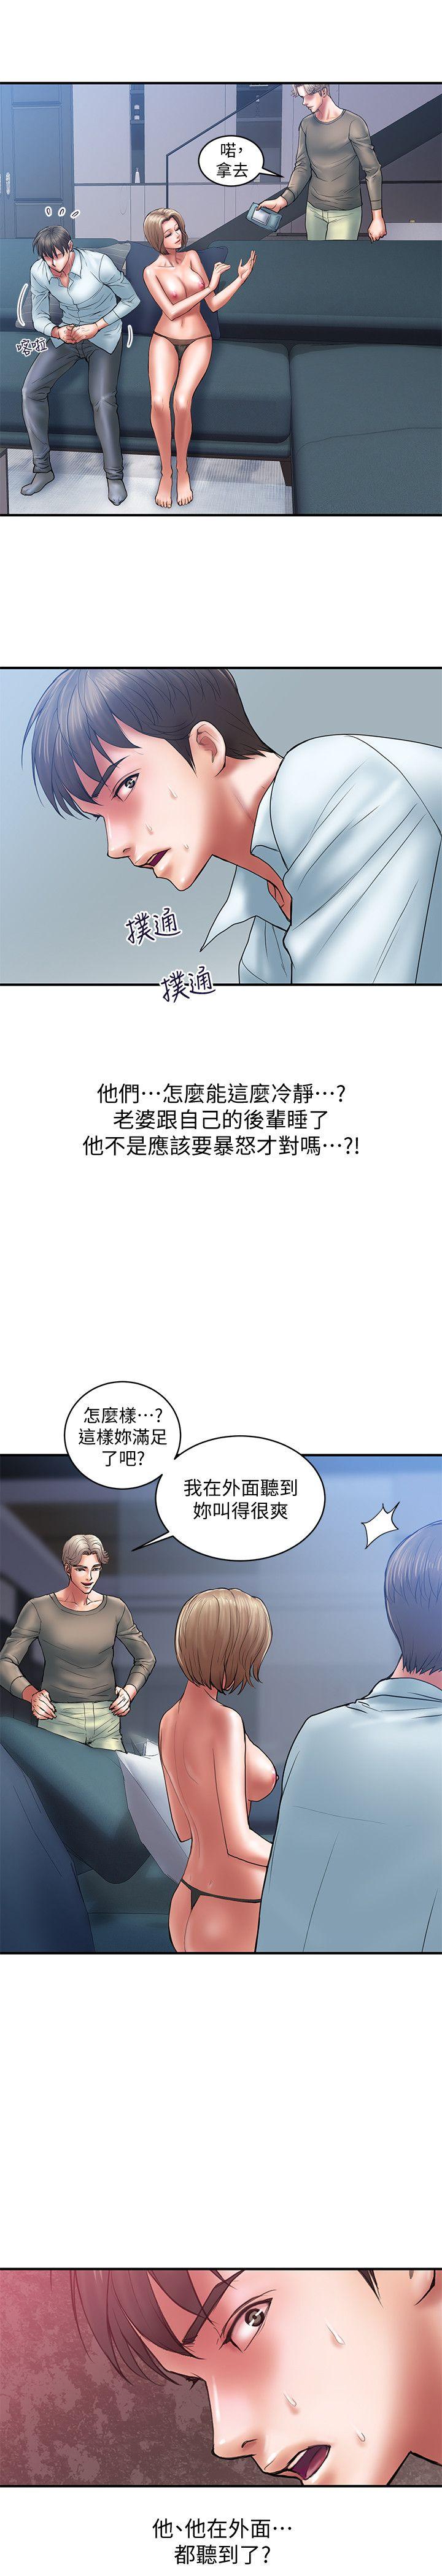 喏，
拿去
喀啦
撲通
撲通
他們…怎麼能這麼冷靜…?
老婆跟自己的後輩睡了
他不是應該要暴怒才對嗎…?!
怎麼樣…?
這樣妳滿足
了吧?
我在外面聽到
妳叫得很爽
他、他在外面…
都聽到了?